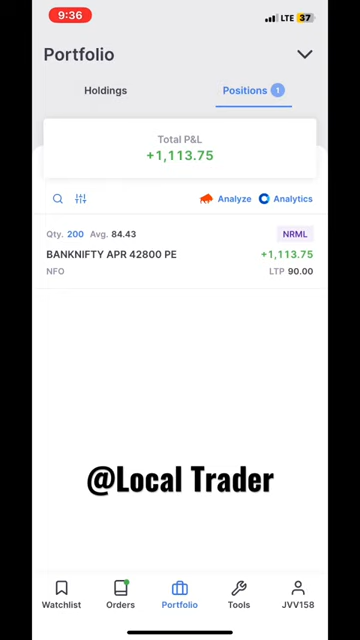 9:36
LTE 37
Portfolio
Holdings
Positions 1
Total P&L
+1,113.75
Analyze
Analytics
Qty. 200 Avg. 84.43
NRML
BANKNIFTY APR 42800 PE
+1,113.75
NFO
LTP 90.00
@Local Trader
Watchlist
Orders
Portfolio
Tools
JVV158